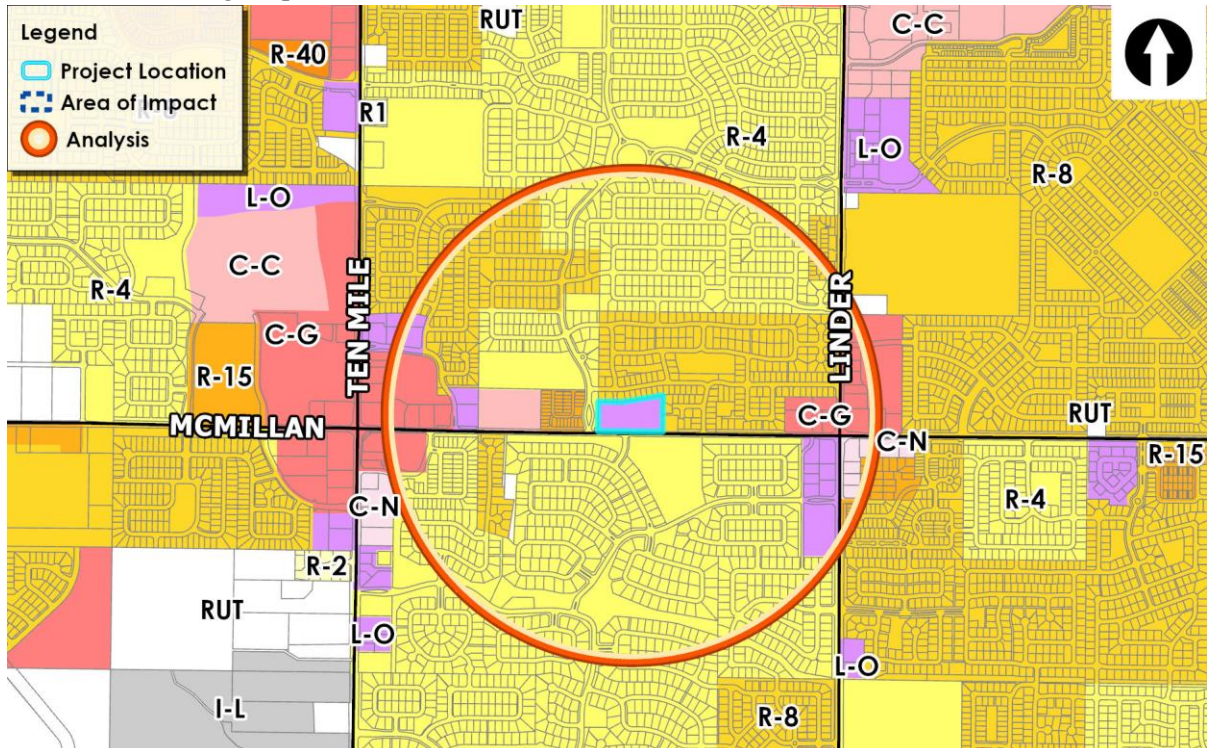 Legend
Project Location
Area of Impact
Analysis
R-40
RUT
C-C
R1
R-4
L-O
R-8
L-O
C-C
TEN MILE
LINDER
R-4
C-G
R-15
C-G
MCMILLAN
RUT
C-N
R-15
C-N
R-4
R-2
RUT
L-O
L-O
I-L
R-8